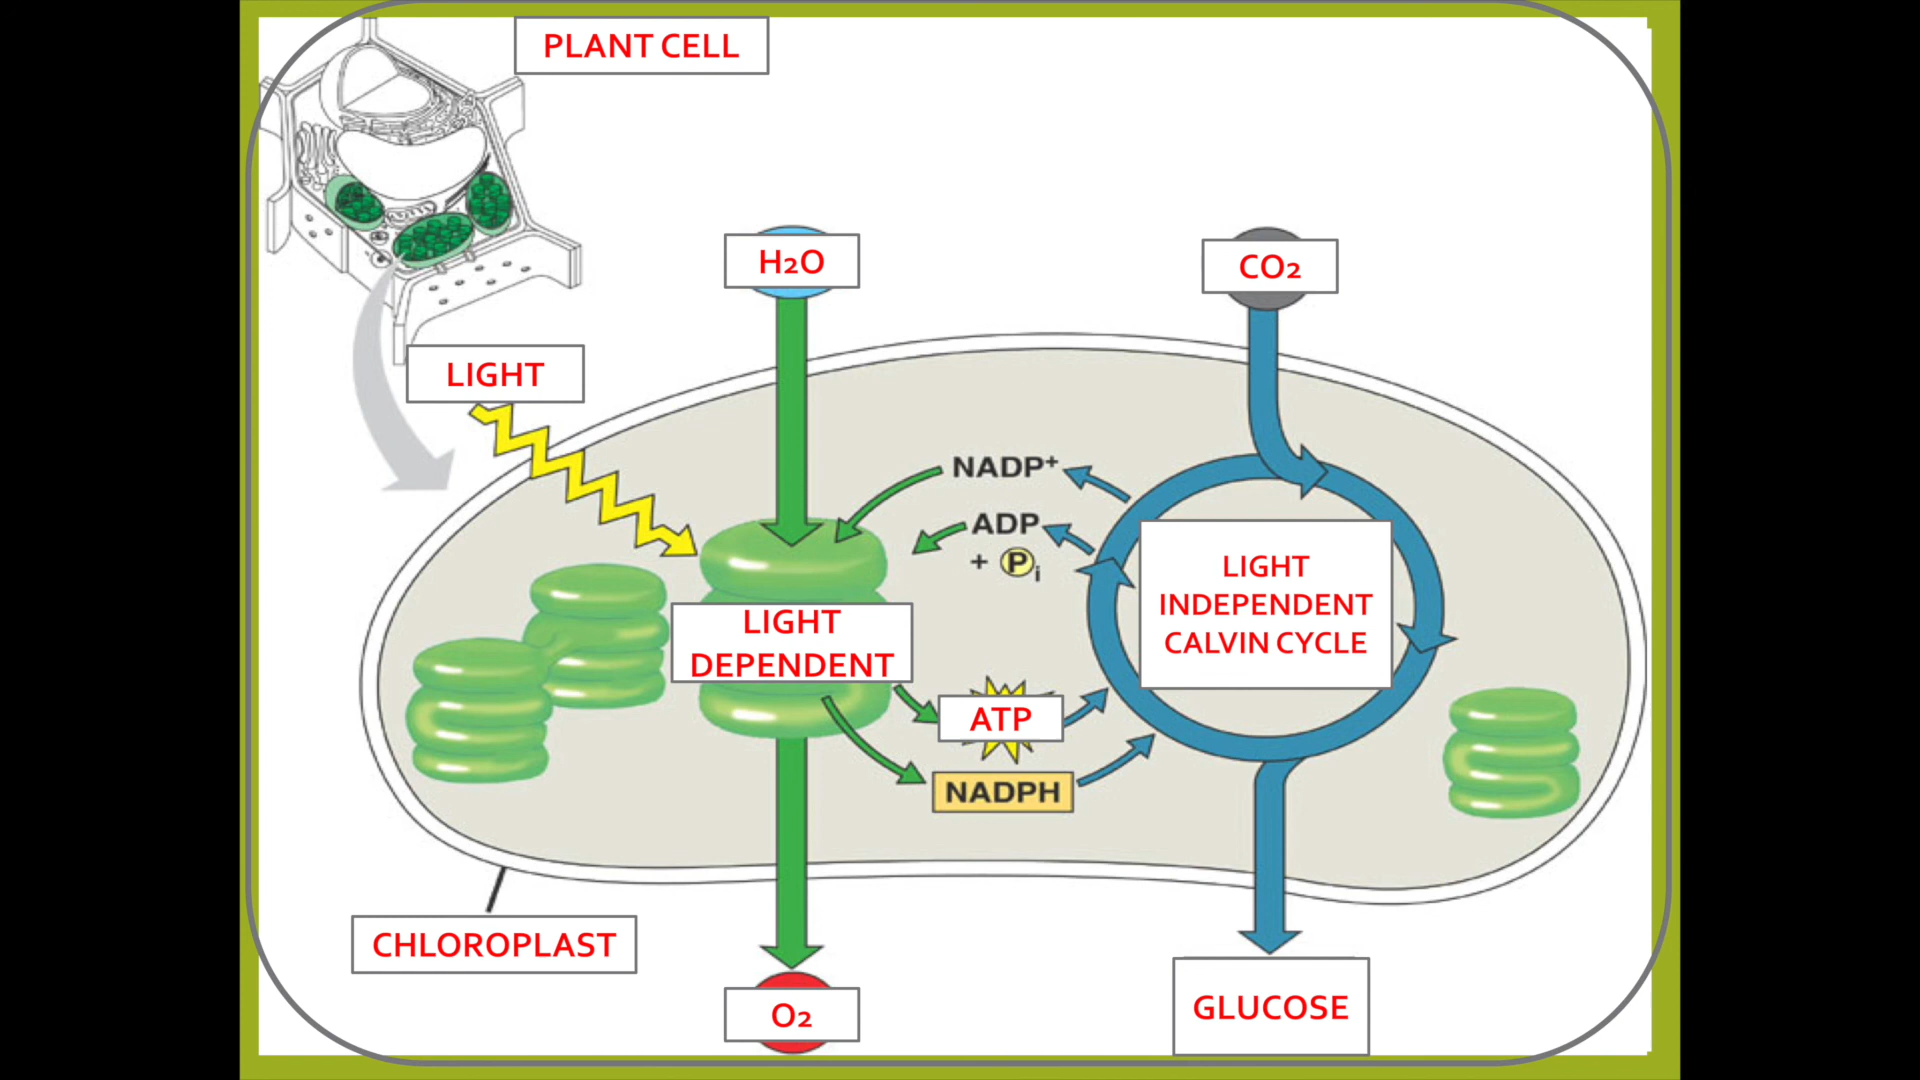 PLANT CELL
H2O
CO2
LIGHT
NADP+
ADP
+ Pi
LIGHT
INDEPENDENT
CALVIN CYCLE
LIGHT
DEPENDENT
ATP
NADPH
CHLOROPLAST
O2
GLUCOSE